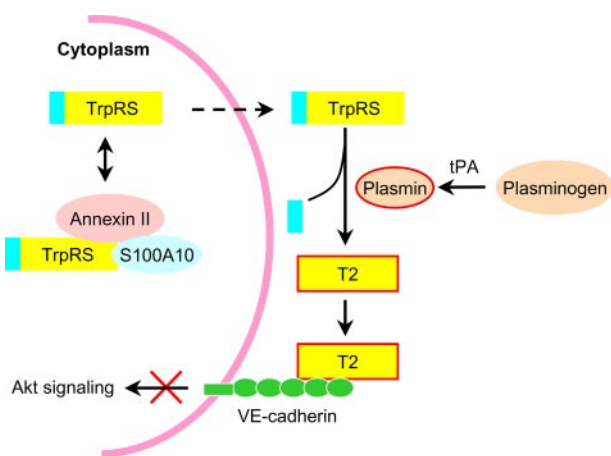 Cytoplasm
TrpRS
TrpRS
tPA
Plasmin
Plasminogen
Annexin II
TrpRS
S100A10
T2
T2
Akt signaling
VE-cadherin